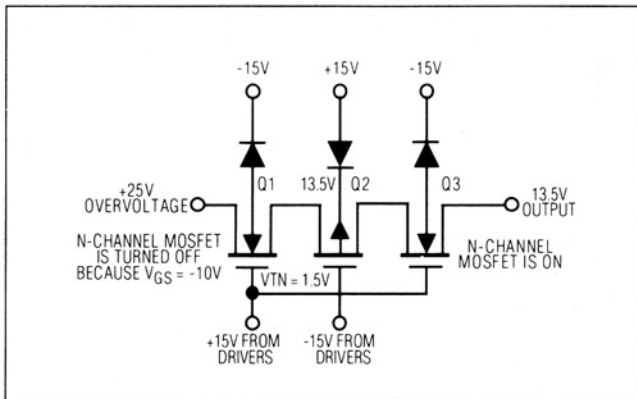 -15V
+15V
-15V
Q1
13.5V
Q2
Q3
+25V
OVERVOLTAGE
13.5V
OUTPUT
N-CHANNEL MOSFET
IS TURNED OFF
BECAUSE VGS = -10V
VTN = 1.5V
N-CHANNEL
MOSFET IS ON
+15V FROM
DRIVERS
-15V FROM
DRIVERS